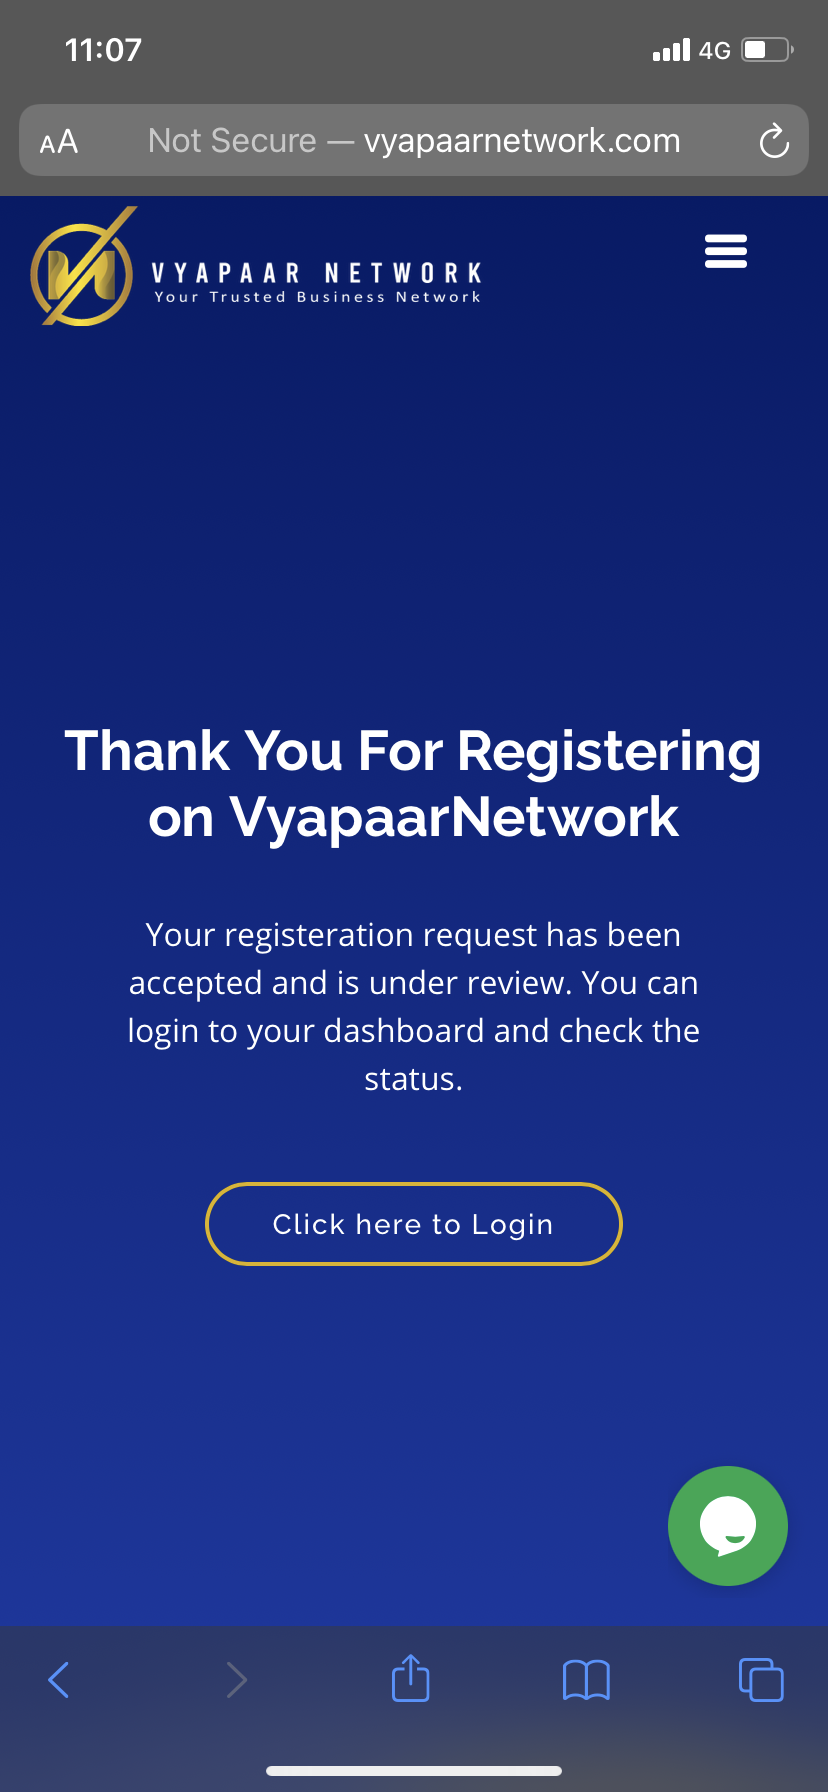 11:07
4G
AA
Not Secure — vyapaarnetwork.com
VYAPAAR NETWORK
Your Trusted Business Network
Thank You For Registering
on VyapaarNetwork
Your registeration request has been
accepted and is under review. You can
login to your dashboard and check the
status.
Click here to Login